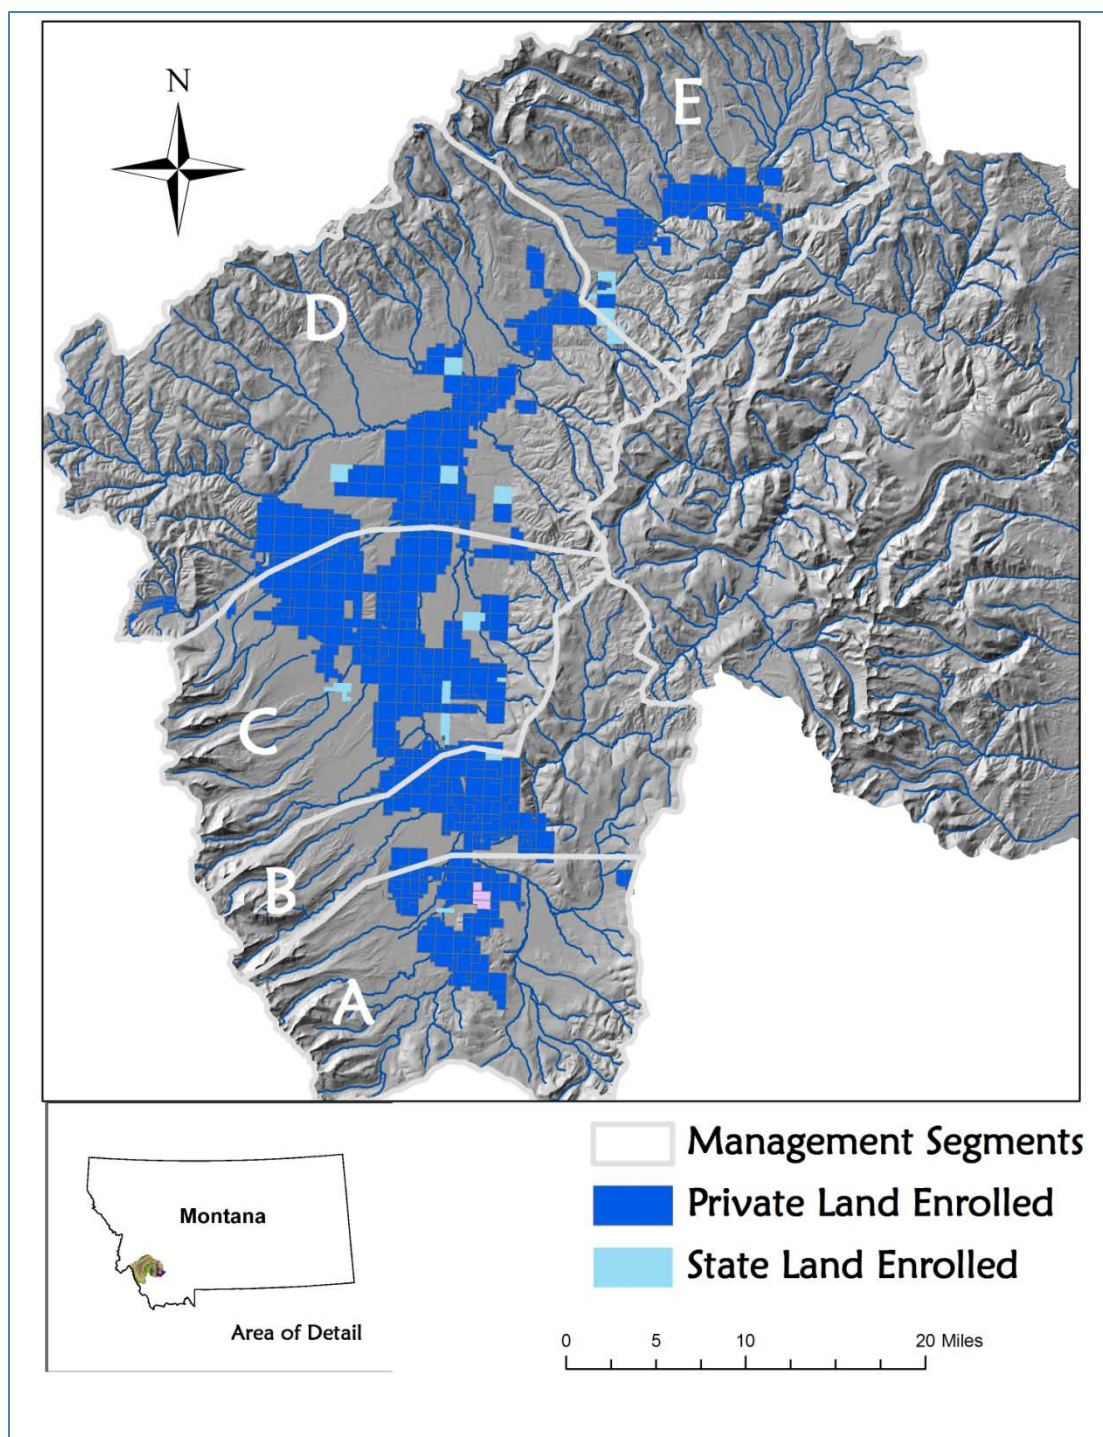 N
E
D
C
B
A
Management Segments
Private Land Enrolled
State Land Enrolled
Montana
Area of Detail
0 5 10 20 Miles